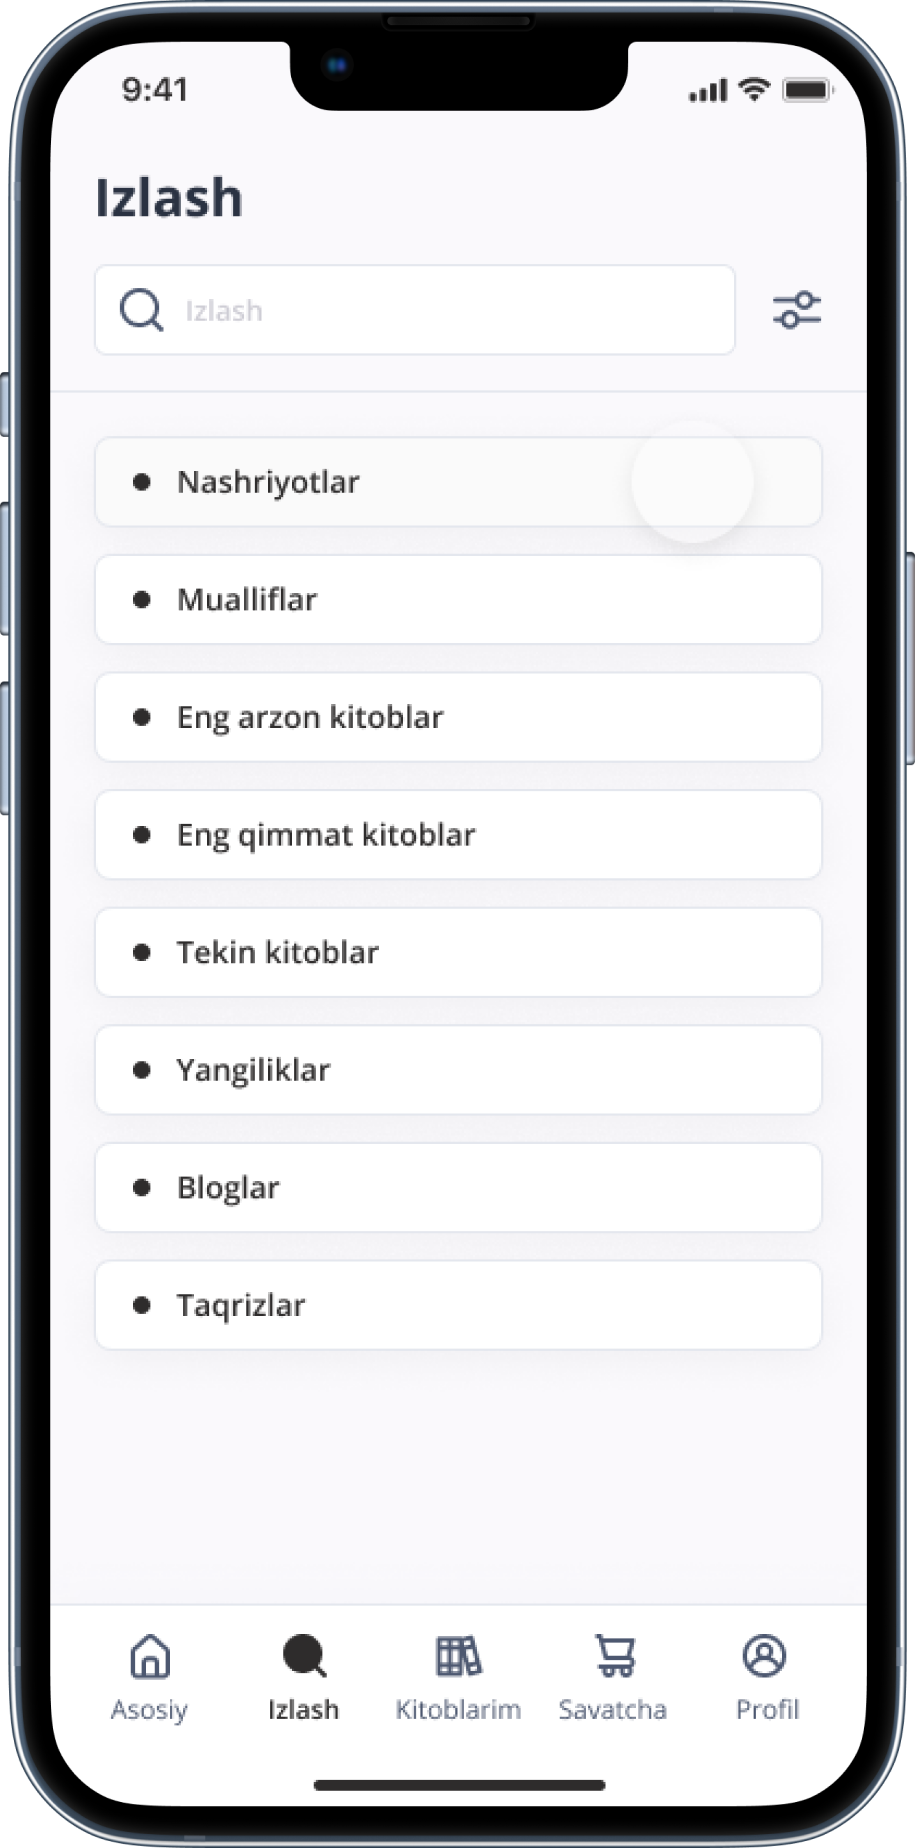 9:41
Izlash
Izlash
Nashriyotlar
Mualliflar
Eng arzon kitoblar
Eng qimmat kitoblar
Tekin kitoblar
Yangiliklar
Bloglar
Taqrizlar
Asosiy
Izlash
Kitoblarim
Savatcha
Profil